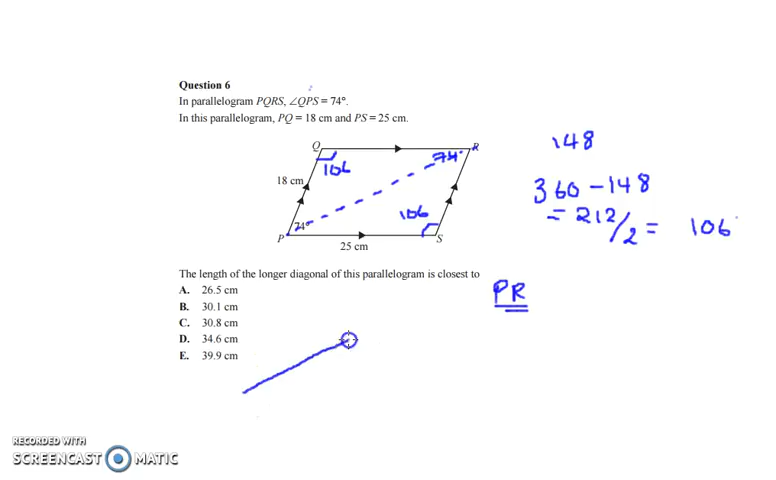 Question 6
In parallelogram PQRS, ∠QPS = 74°.
In this parallelogram, PQ = 18 cm and PS = 25 cm.
148
Q
R
106
74°
18 cm
360 - 148
= 212/2 = 106
106
74°
P
S
25 cm
The length of the longer diagonal of this parallelogram is closest to
PR
A. 26.5 cm
B. 30.1 cm
C. 30.8 cm
D. 34.6 cm
E. 39.9 cm
RECORDED WITH
SCREENCAST MATIC